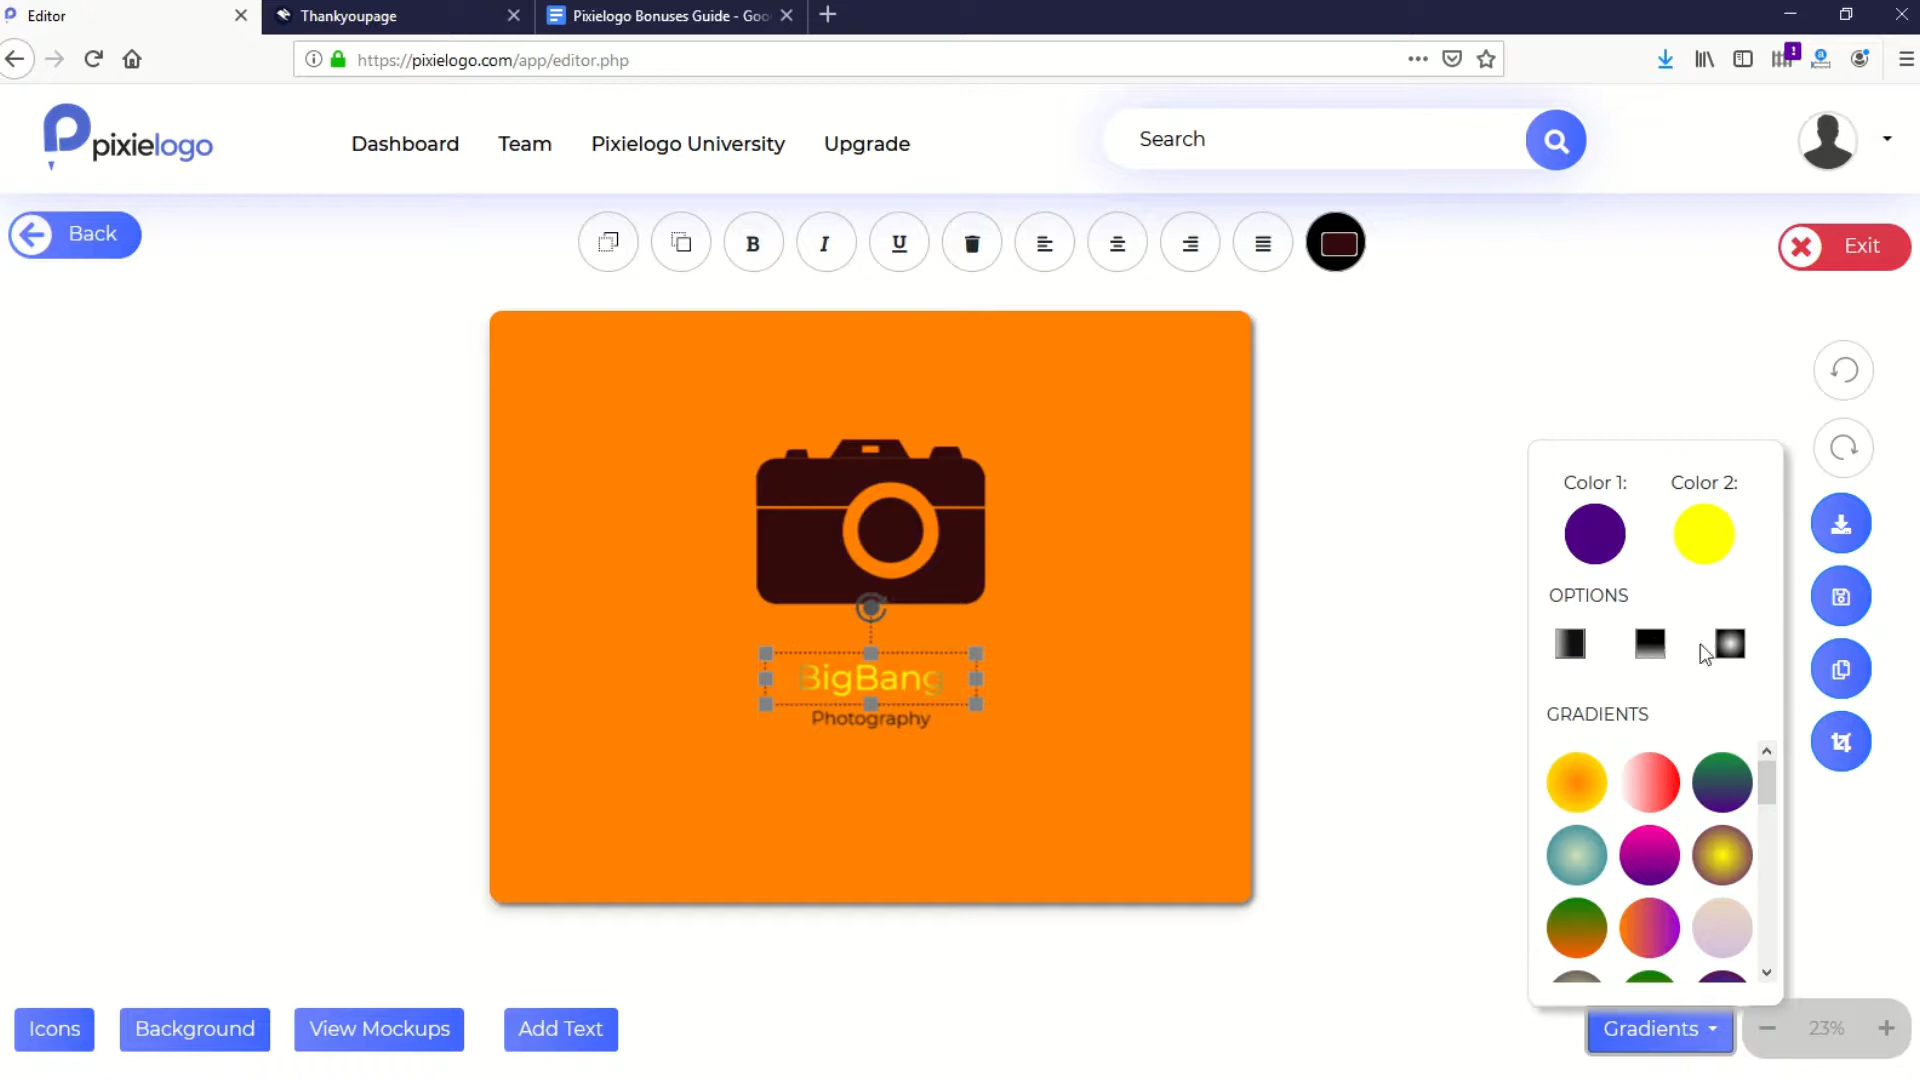 Editor
Thankyoupage
Pixielogo Bonuses Guide - Goo
https://pixielogo.com/app/editor.php
pixielogo
Dashboard
Team
Pixielogo University
Upgrade
Search
Back
B
I
U
Exit
Color 1:
Color 2:
OPTIONS
BigBang
Photography
GRADIENTS
Icons
Background
View Mockups
Add Text
Gradients
23%